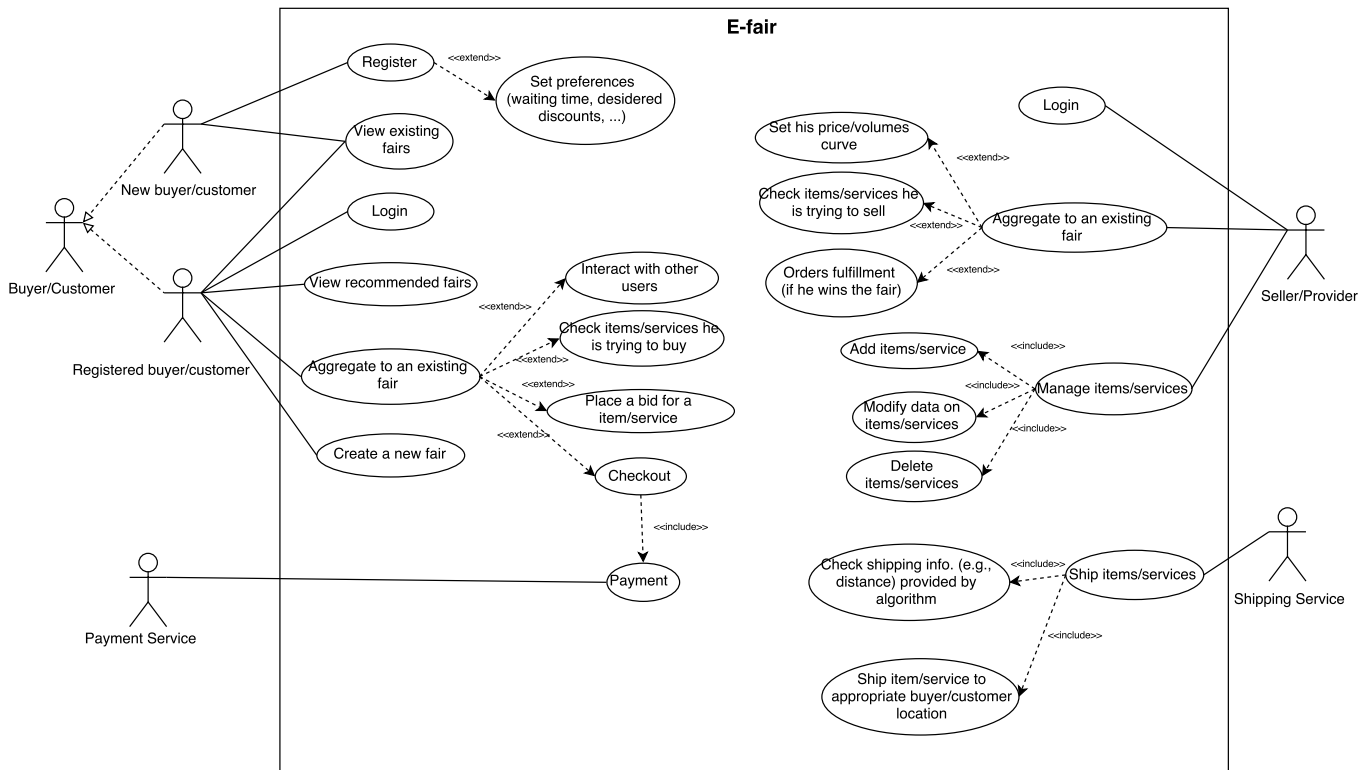 E-fair
Register
<<extend>>
Set preferences
(waiting time, desidered
discounts, ...)
New buyer/customer
View existing
fairs
Login
Buyer/Customer
View recommended fairs
Registered buyer/customer
Aggregate to an existing
fair
<<extend>>
Interact with other
users
<<extend>>
Check items/services he
is trying to buy
<<extend>>
Place a bid for a
item/service
<<extend>>
Checkout
Create a new fair
<<include>>
Payment
Payment Service
Login
Set his price/volumes
curve
<<extend>>
Check items/services he
is trying to sell
<<extend>>
Aggregate to an existing
fair
Orders fulfillment
(if he wins the fair)
<<extend>>
Seller/Provider
Add items/service
<<include>>
Manage items/services
<<include>>
Modify data on
items/services
<<include>>
Delete
items/services
Check shipping info. (e.g.,
distance) provided by
algorithm
<<include>>
Ship items/services
Shipping Service
<<include>>
Ship item/service to
appropriate buyer/customer
location